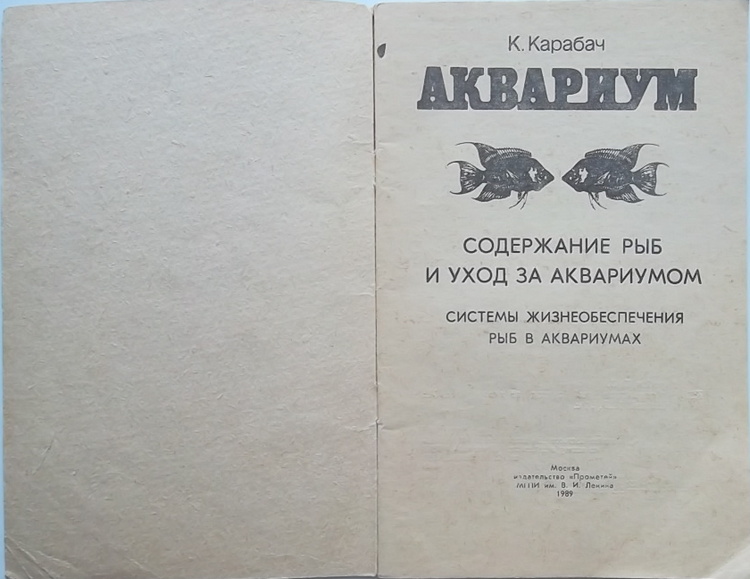 К. Карабач
АКВАРИУМ
СОДЕРЖАНИЕ РЫБ
И УХОД ЗА АКВАРИУМОМ
СИСТЕМЫ ЖИЗНЕОБЕСПЕЧЕНИЯ
РЫБ В АКВАРИУМАХ
Москва
издательство «Прометей»
МГПИ им. В. И. Ленина
1989